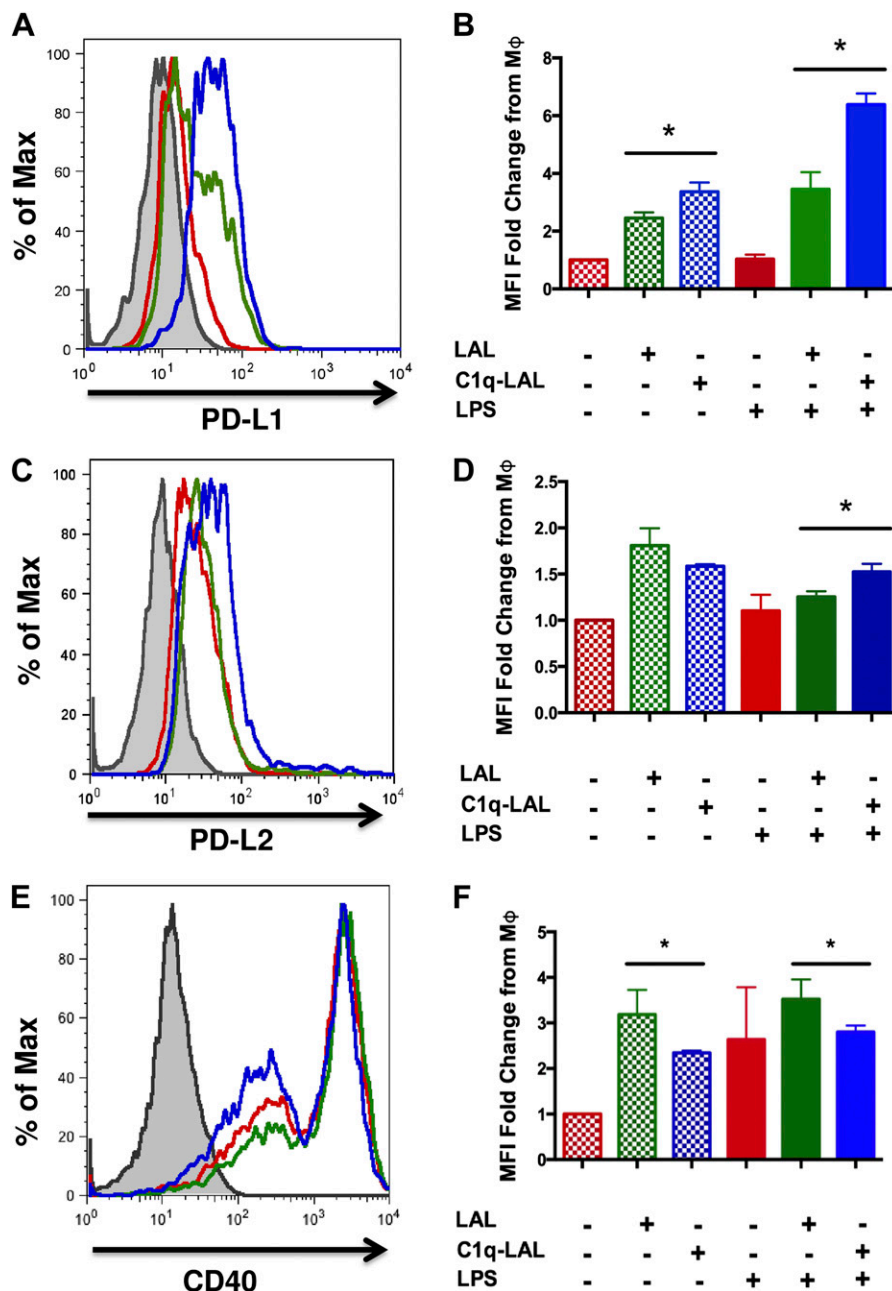 A
% of Max
100
80
60
40
20
0
10^0 10^1 10^2 10^3 10^4
PD-L1
B
MFI Fold Change from Mϕ
8
6
4
2
0
* *
LAL - + - - + -
C1q-LAL - - + - - +
LPS - - - + + +
C
% of Max
100
80
60
40
20
0
10^0 10^1 10^2 10^3 10^4
PD-L2
D
MFI Fold Change from Mϕ
2.5
2.0
1.5
1.0
0.5
0.0
*
LAL - + - - + -
C1q-LAL - - + - - +
LPS - - - + + +
E
% of Max
100
80
60
40
20
0
10^0 10^1 10^2 10^3 10^4
CD40
F
MFI Fold Change from Mϕ
5
4
3
2
1
0
* *
LAL - + - - + -
C1q-LAL - - + - - +
LPS - - - + + +